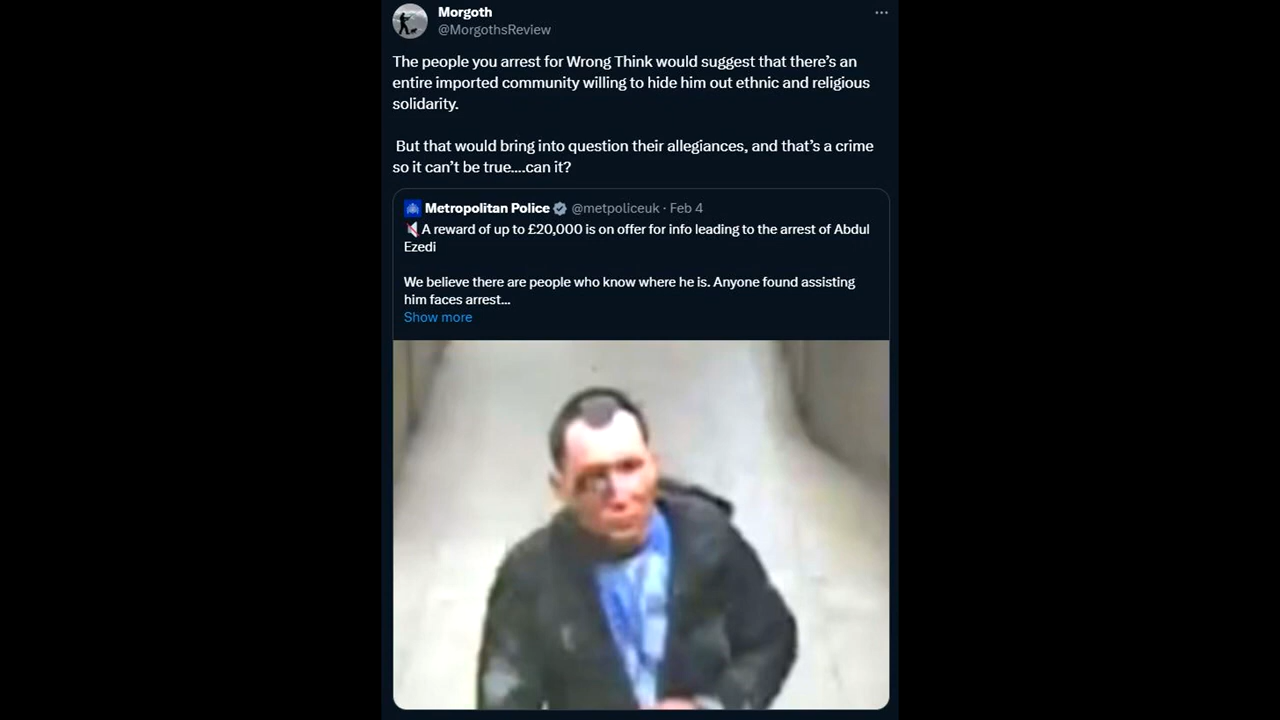 Morgoth
@MorgothsReview
The people you arrest for Wrong Think would suggest that there’s an
entire imported community willing to hide him out ethnic and religious
solidarity.
But that would bring into question their allegiances, and that’s a crime
so it can’t be true....can it?
Metropolitan Police @metpoliceuk · Feb 4
A reward of up to £20,000 is on offer for info leading to the arrest of Abdul
Ezedi
We believe there are people who know where he is. Anyone found assisting
him faces arrest...
Show more